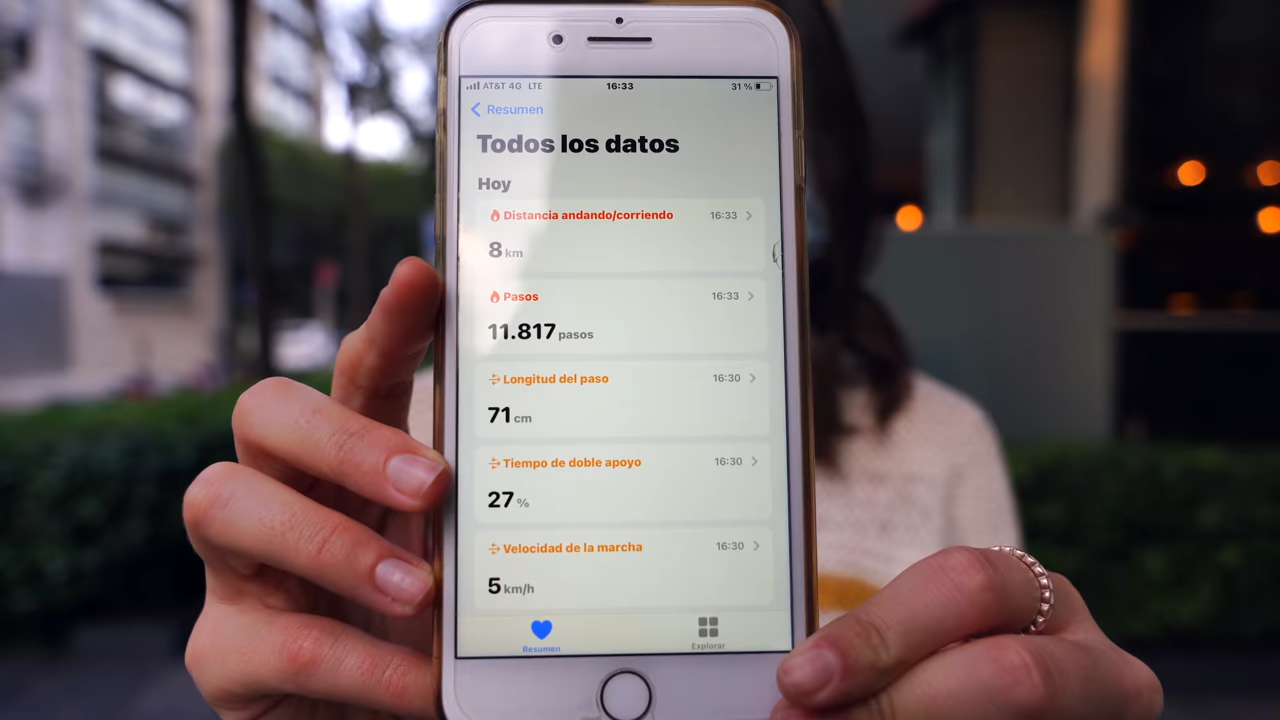 AT&T 4G LTE 16:33 31 %
Resumen
Todos los datos
Hoy
Distancia andando/corriendo 16:33
8 km
Pasos 16:33
11.817 pasos
Longitud del paso 16:30
71 cm
Tiempo de doble apoyo 16:30
27 %
Velocidad de la marcha 16:30
5 km/h
Resumen Explorar